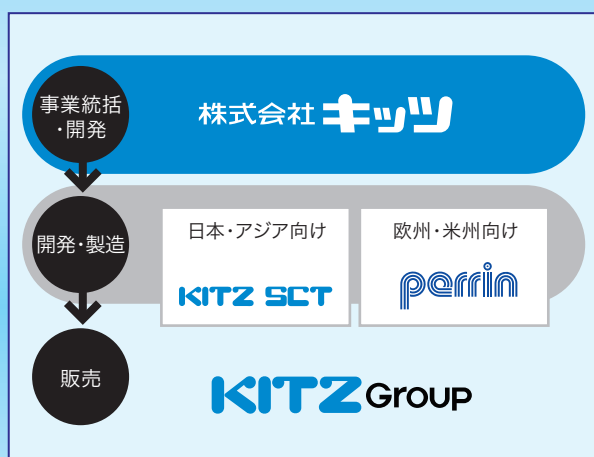 事業統括
・開発
株式会社キッツ
開発・製造
日本・アジア向け
KITZ SCT
欧州・米州向け
perrin
販売
KITZ Group